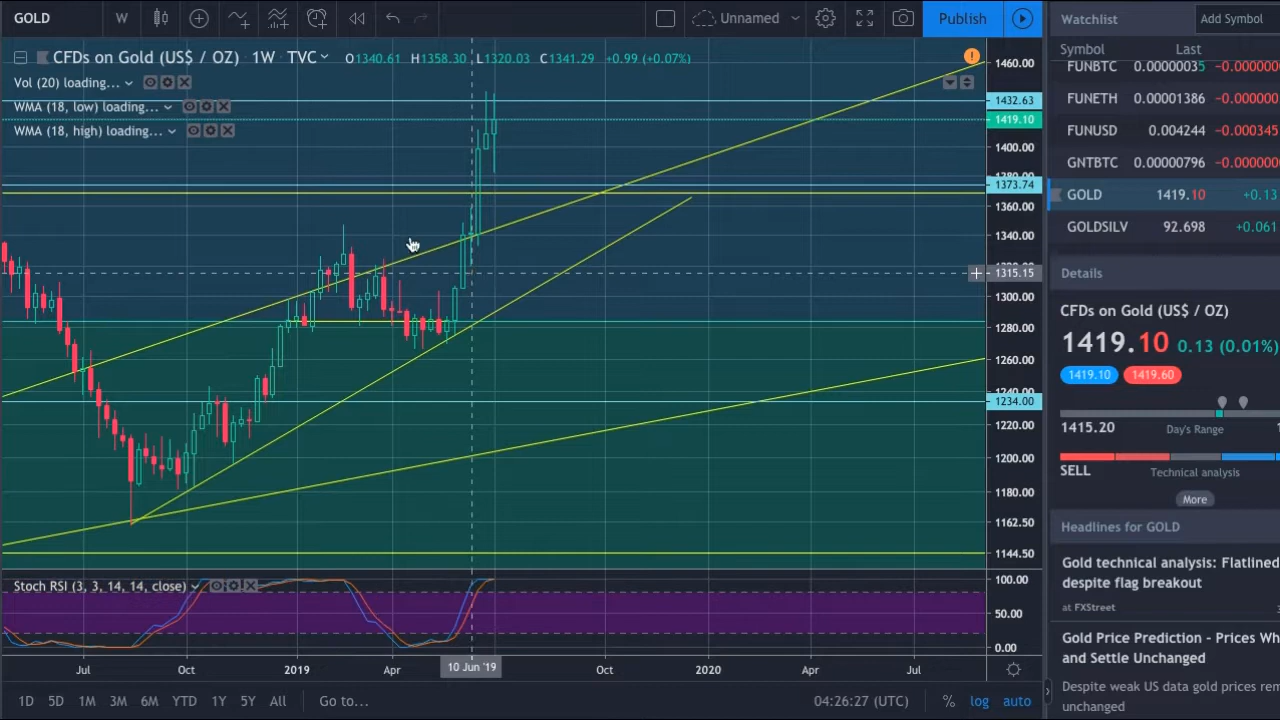 GOLD W Unnamed Publish Watchlist Add Symbol
CFDs on Gold (US$ / OZ) 1W TVC O1340.61 H1358.30 L1320.03 C1341.29 +0.99 (+0.07%)
Vol (20) loading...
WMA (18, low) loading...
WMA (18, high) loading...
1460.00
1432.63
1419.10
1400.00
1373.74
1360.00
1340.00
1315.15
1300.00
1280.00
1260.00
1240.00
1234.00
1220.00
1200.00
1180.00
1162.50
1144.50
Stoch RSI (3, 3, 14, 14, close)
100.00
50.00
0.00
Jul Oct 2019 Apr 10 Jun '19 Oct 2020 Apr Jul
1D 5D 1M 3M 6M YTD 1Y 5Y All Go to... 04:26:27 (UTC) % log auto
Symbol Last
FUNBTC 0.00000035 −0.000000
FUNETH 0.00001386 −0.000000
FUNUSD 0.004244 −0.000345
GNTBTC 0.00000796 −0.000000
GOLD 1419.10 +0.13
GOLDSILV 92.698 +0.061
Details
CFDs on Gold (US$ / OZ)
1419.10 0.13 (0.01%)
1419.10 1419.60
1415.20 Day's Range
SELL Technical analysis
More
Headlines for GOLD
Gold technical analysis: Flatlined
despite flag breakout
at FXStreet
Gold Price Prediction - Prices Wh
and Settle Unchanged
Despite weak US data gold prices rem
unchanged